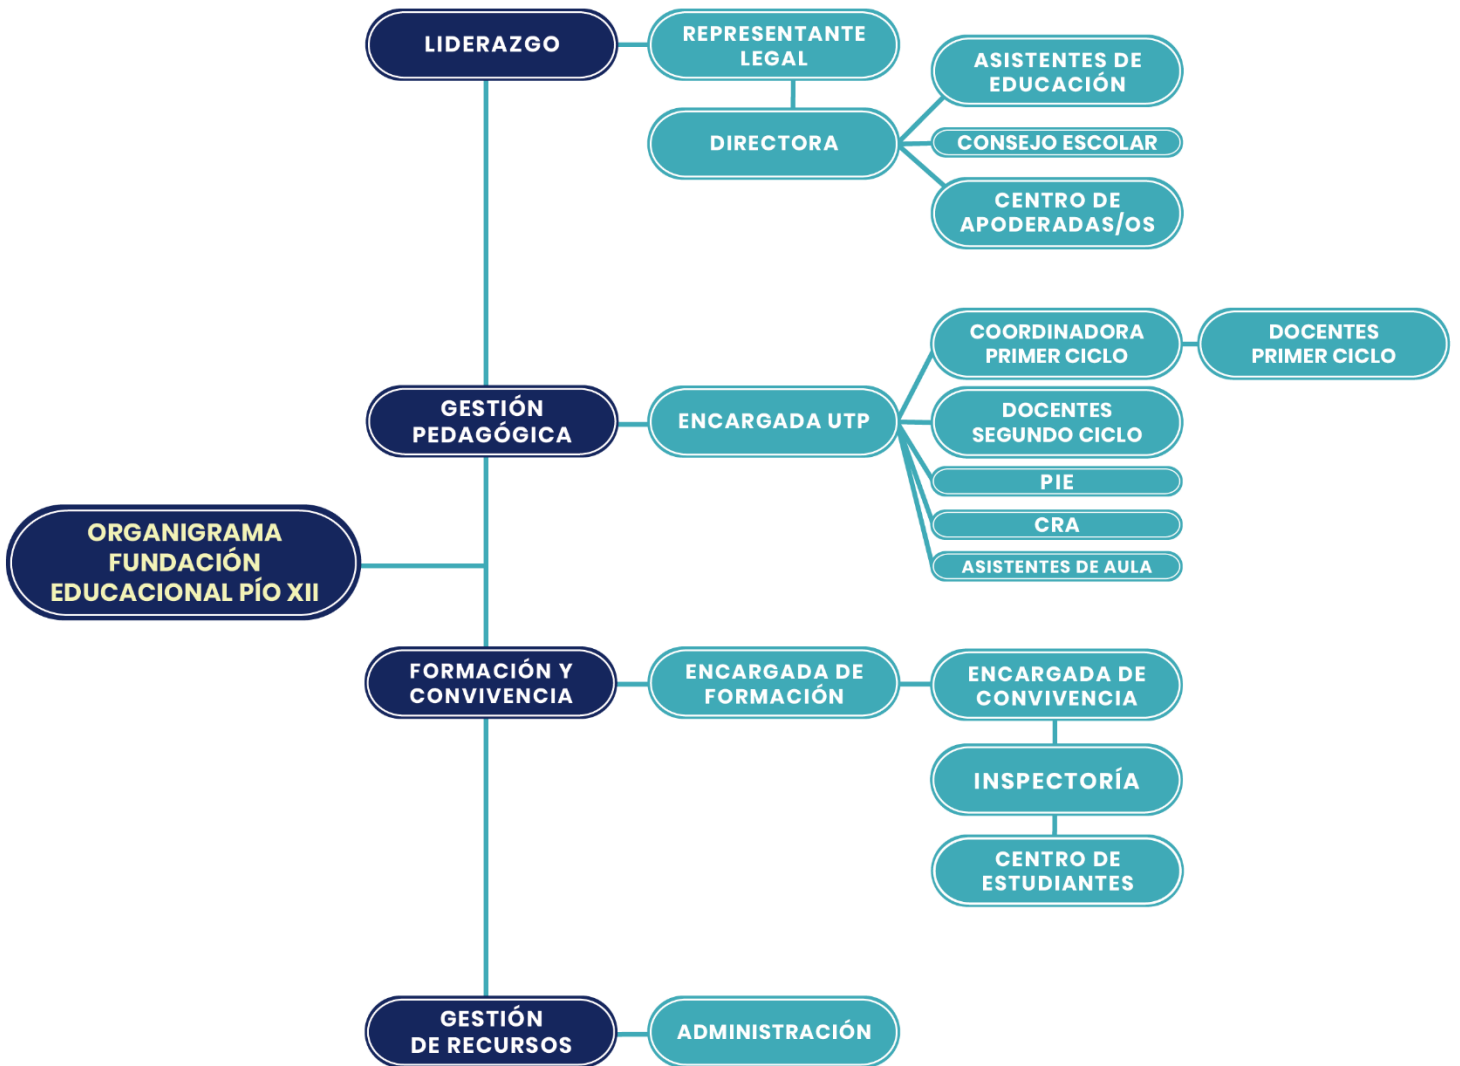 LIDERAZGO
REPRESENTANTE
LEGAL
DIRECTORA
ASISTENTES DE
EDUCACIÓN
CONSEJO ESCOLAR
CENTRO DE
APODERADAS/OS
ORGANIGRAMA
FUNDACIÓN
EDUCACIONAL PÍO XII
GESTIÓN
PEDAGÓGICA
ENCARGADA UTP
COORDINADORA
PRIMER CICLO
DOCENTES
PRIMER CICLO
DOCENTES
SEGUNDO CICLO
PIE
CRA
ASISTENTES DE AULA
FORMACIÓN Y
CONVIVENCIA
ENCARGADA DE
FORMACIÓN
ENCARGADA DE
CONVIVENCIA
INSPECTORÍA
CENTRO DE
ESTUDIANTES
GESTIÓN
DE RECURSOS
ADMINISTRACIÓN